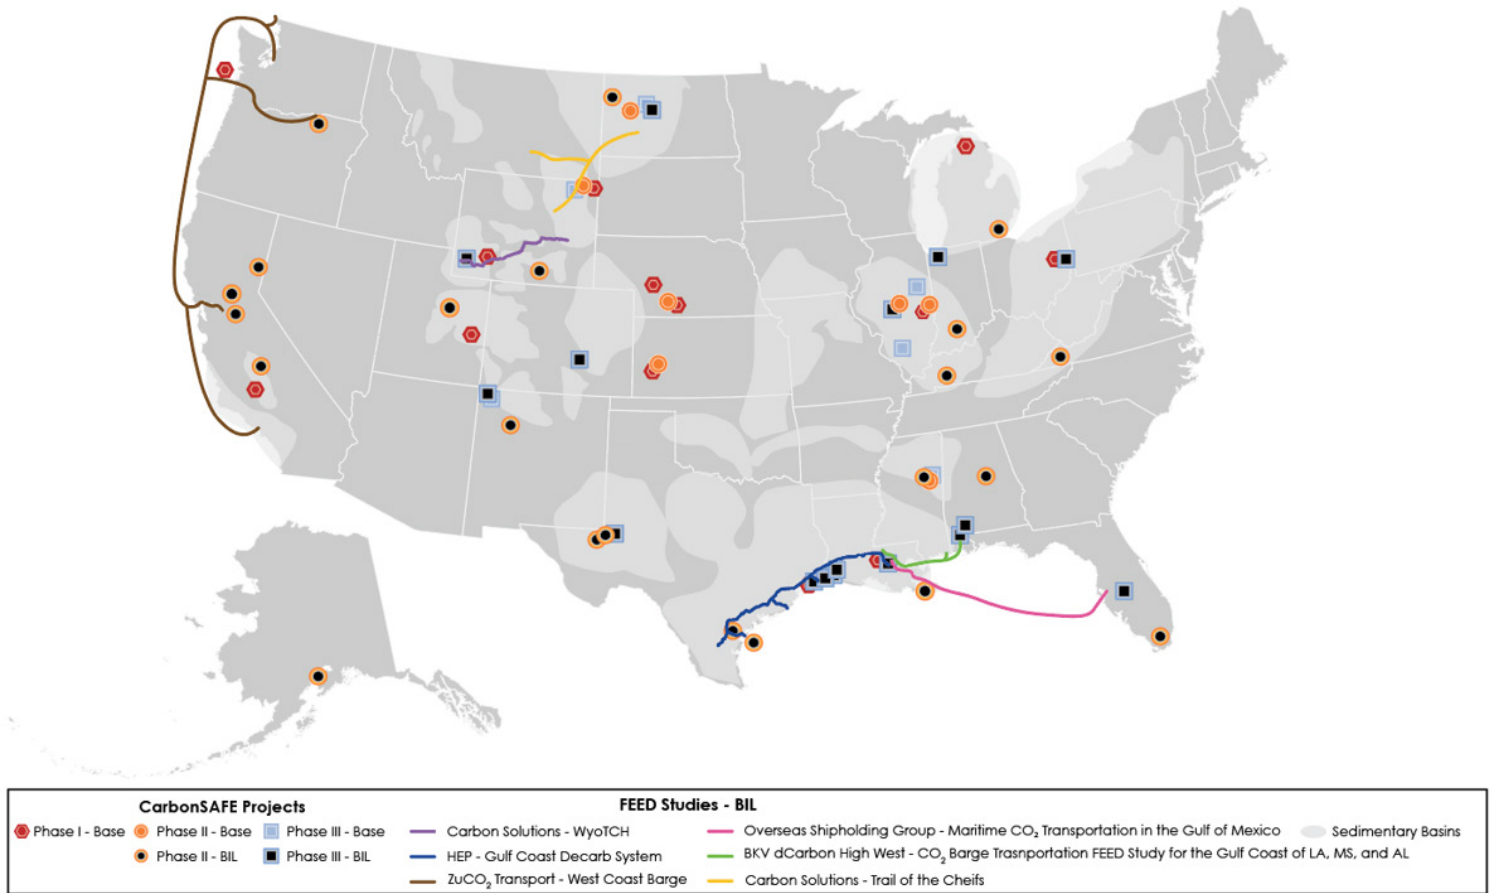 CarbonSAFE Projects
FEED Studies - BIL
Phase I - Base
Phase II - Base
Phase III - Base
Carbon Solutions - WyoTCH
Overseas Shipholding Group - Maritime CO₂ Transportation in the Gulf of Mexico
Sedimentary Basins
Phase II - BIL
Phase III - BIL
HEP - Gulf Coast Decarb System
BKV dCarbon High West - CO₂ Barge Trasnportation FEED Study for the Gulf Coast of LA, MS, and AL
ZuCO₂ Transport - West Coast Barge
Carbon Solutions - Trail of the Cheifs